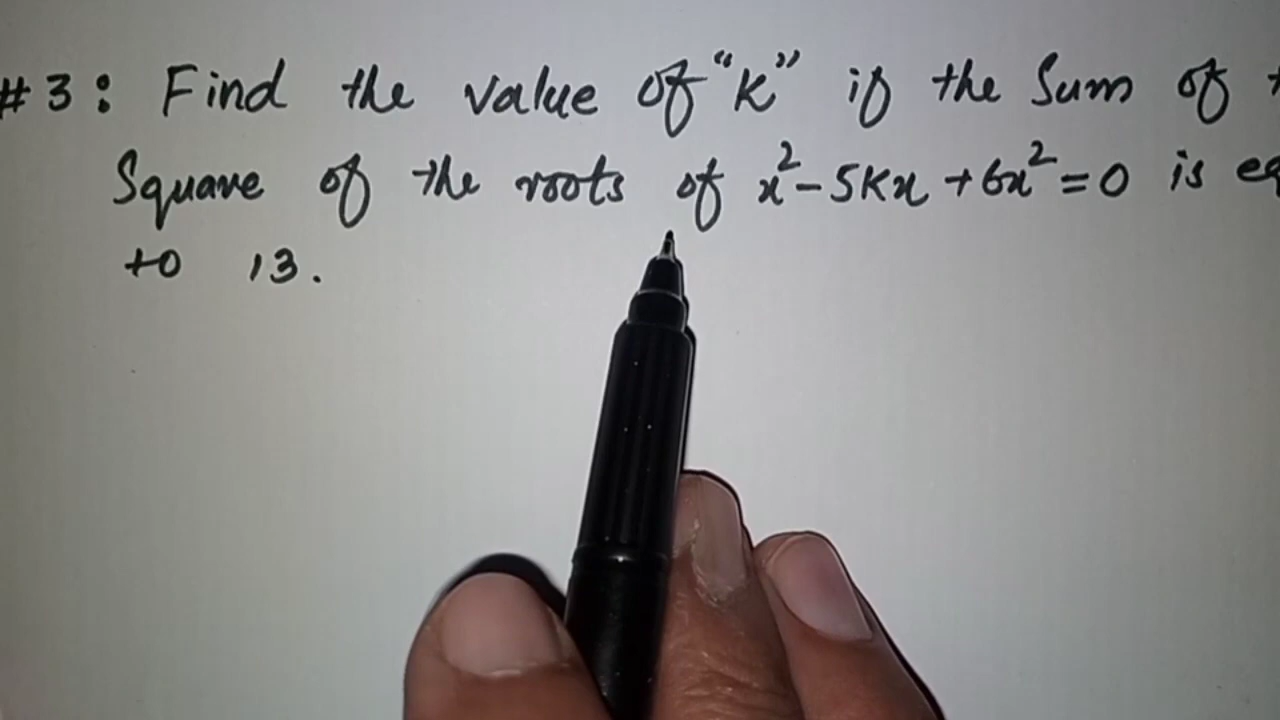 #3: Find the value of "K" if the Sum of
Square of the roots of x²-5Kx+6x²=0 is
to 13.